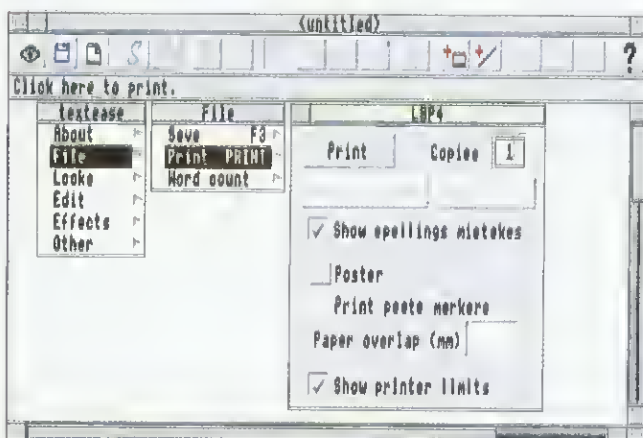 (untitled)
S ?
Click here to print.
textease
About
File
Looks
Edit
Effects
Other
File
Save F3
Print PRINT
Word count
LBP4
Print Copies 1
Show spellings mistakes
Poster
Print paste markers
Paper overlap (mm)
Show printer limits